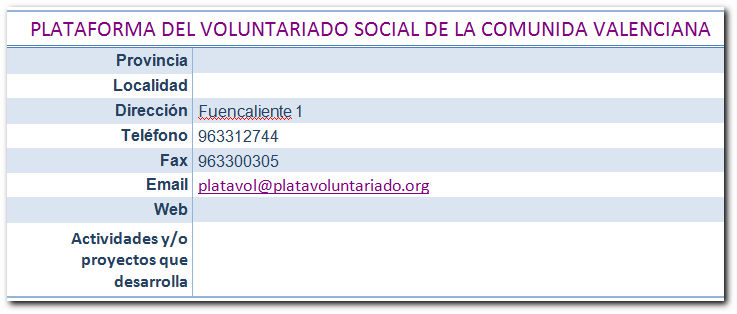 PLATAFORMA DEL VOLUNTARIADO SOCIAL DE LA COMUNIDA VALENCIANA
Provincia
Localidad
Dirección Fuencaliente 1
Teléfono 963312744
Fax 963300305
Email platavol@platavoluntariado.org
Web
Actividades y/o
proyectos que
desarrolla